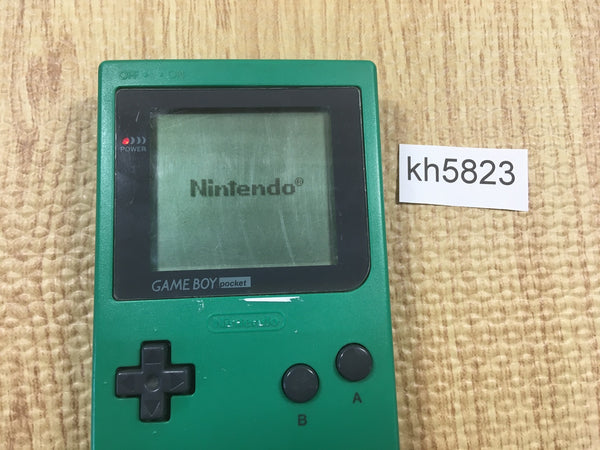 OFF ON
POWER
Nintendo®
GAME BOY pocket
Nintendo
A
B
kh5823